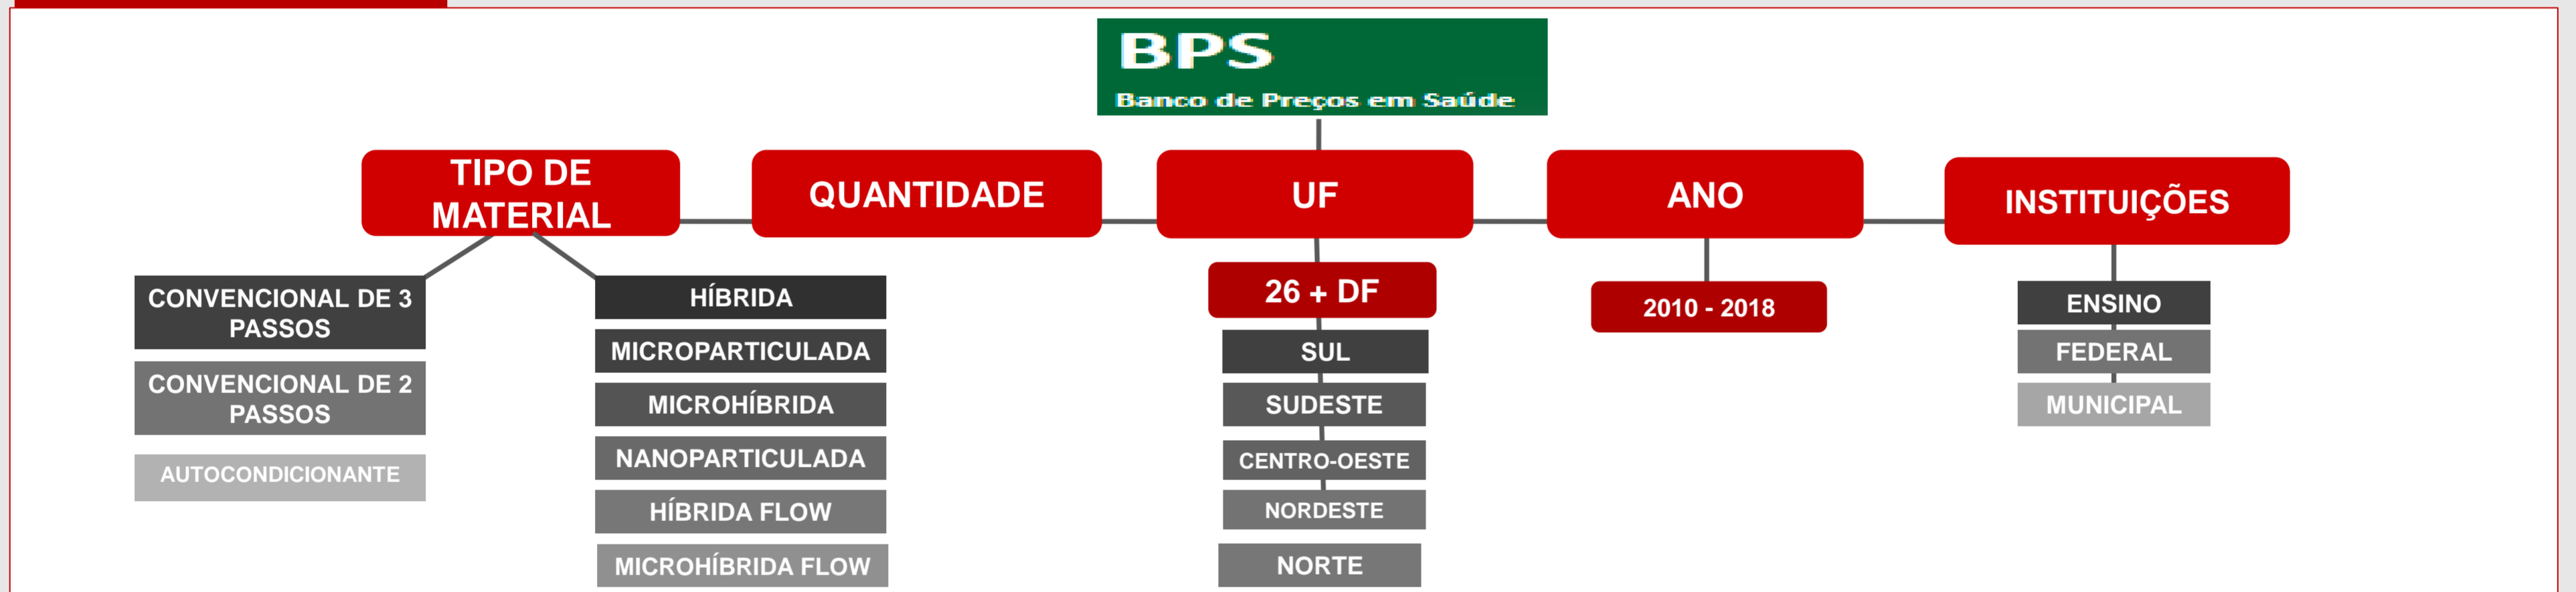 BPS
Banco de Preços em Saúde
TIPO DE
MATERIAL
QUANTIDADE
UF
ANO
INSTITUIÇÕES
CONVENCIONAL DE 3
PASSOS
CONVENCIONAL DE 2
PASSOS
AUTOCONDICIONANTE
HÍBRIDA
MICROPARTICULADA
MICROHÍBRIDA
NANOPARTICULADA
HÍBRIDA FLOW
MICROHÍBRIDA FLOW
26 + DF
SUL
SUDESTE
CENTRO-OESTE
NORDESTE
NORTE
2010 - 2018
ENSINO
FEDERAL
MUNICIPAL